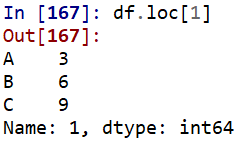 In [167]: df.loc[1]
Out[167]:
A    3
B    6
C    9
Name: 1, dtype: int64